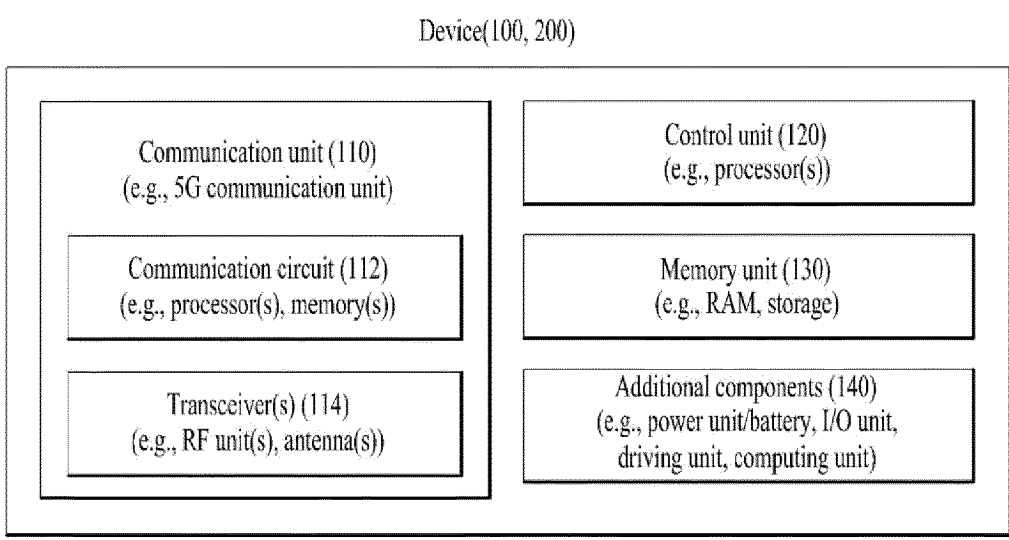 Device(100, 200)
Communication unit (110)
(e.g., 5G communication unit)
Communication circuit (112)
(e.g., processor(s), memory(s))
Transceiver(s) (114)
(e.g., RF unit(s), antenna(s))
Control unit (120)
(e.g., processor(s))
Memory unit (130)
(e.g., RAM, storage)
Additional components (140)
(e.g., power unit/battery, I/O unit,
driving unit, computing unit)